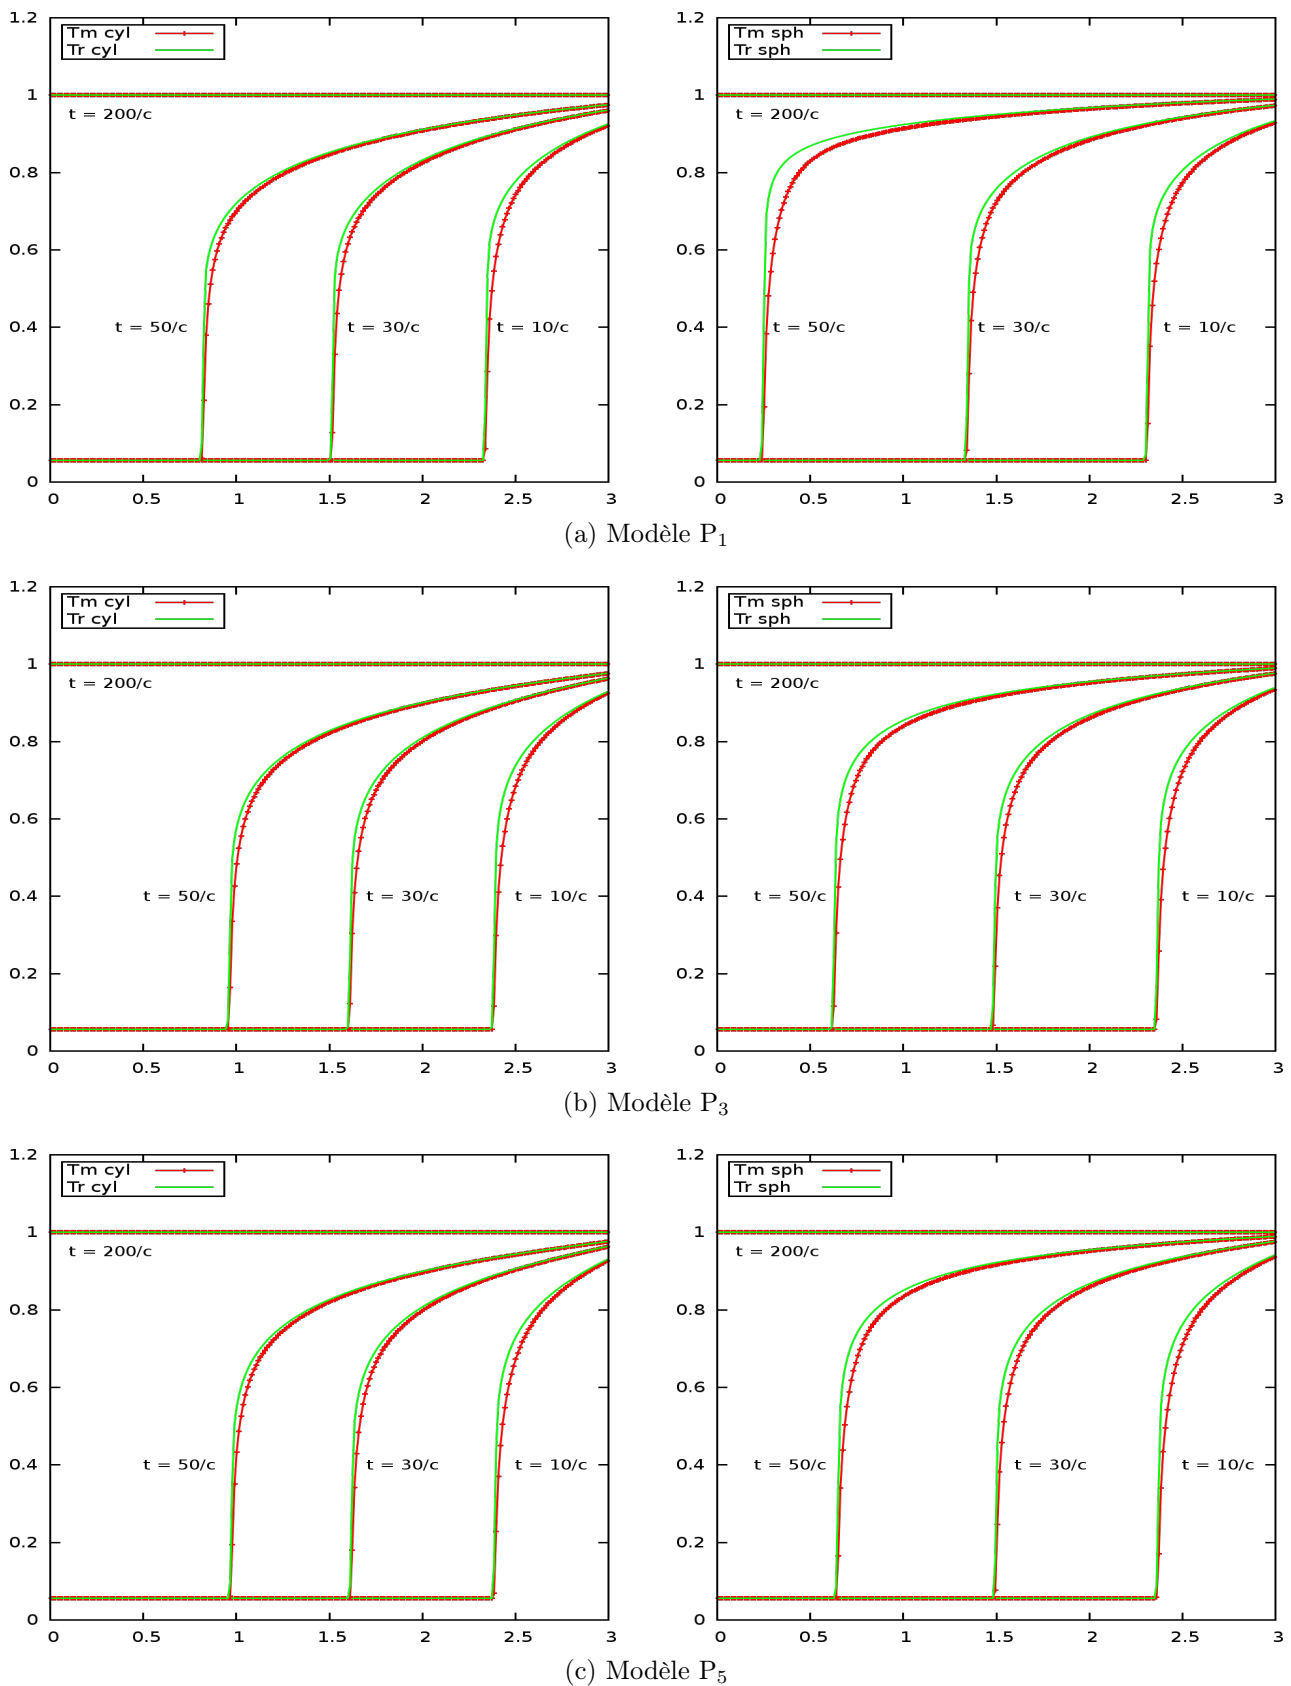 1.2
1
0.8
0.6
0.4
0.2
0
0 0.5 1 1.5 2 2.5 3
Tm cyl
Tr cyl
t = 200/c
t = 50/c
t = 30/c
t = 10/c
1.2
1
0.8
0.6
0.4
0.2
0
0 0.5 1 1.5 2 2.5 3
Tm sph
Tr sph
t = 200/c
t = 50/c
t = 30/c
t = 10/c
(a) Modèle P₁
1.2
1
0.8
0.6
0.4
0.2
0
0 0.5 1 1.5 2 2.5 3
Tm cyl
Tr cyl
t = 200/c
t = 50/c
t = 30/c
t = 10/c
1.2
1
0.8
0.6
0.4
0.2
0
0 0.5 1 1.5 2 2.5 3
Tm sph
Tr sph
t = 200/c
t = 50/c
t = 30/c
t = 10/c
(b) Modèle P₃
1.2
1
0.8
0.6
0.4
0.2
0
0 0.5 1 1.5 2 2.5 3
Tm cyl
Tr cyl
t = 200/c
t = 50/c
t = 30/c
t = 10/c
1.2
1
0.8
0.6
0.4
0.2
0
0 0.5 1 1.5 2 2.5 3
Tm sph
Tr sph
t = 200/c
t = 50/c
t = 30/c
t = 10/c
(c) Modèle P₅